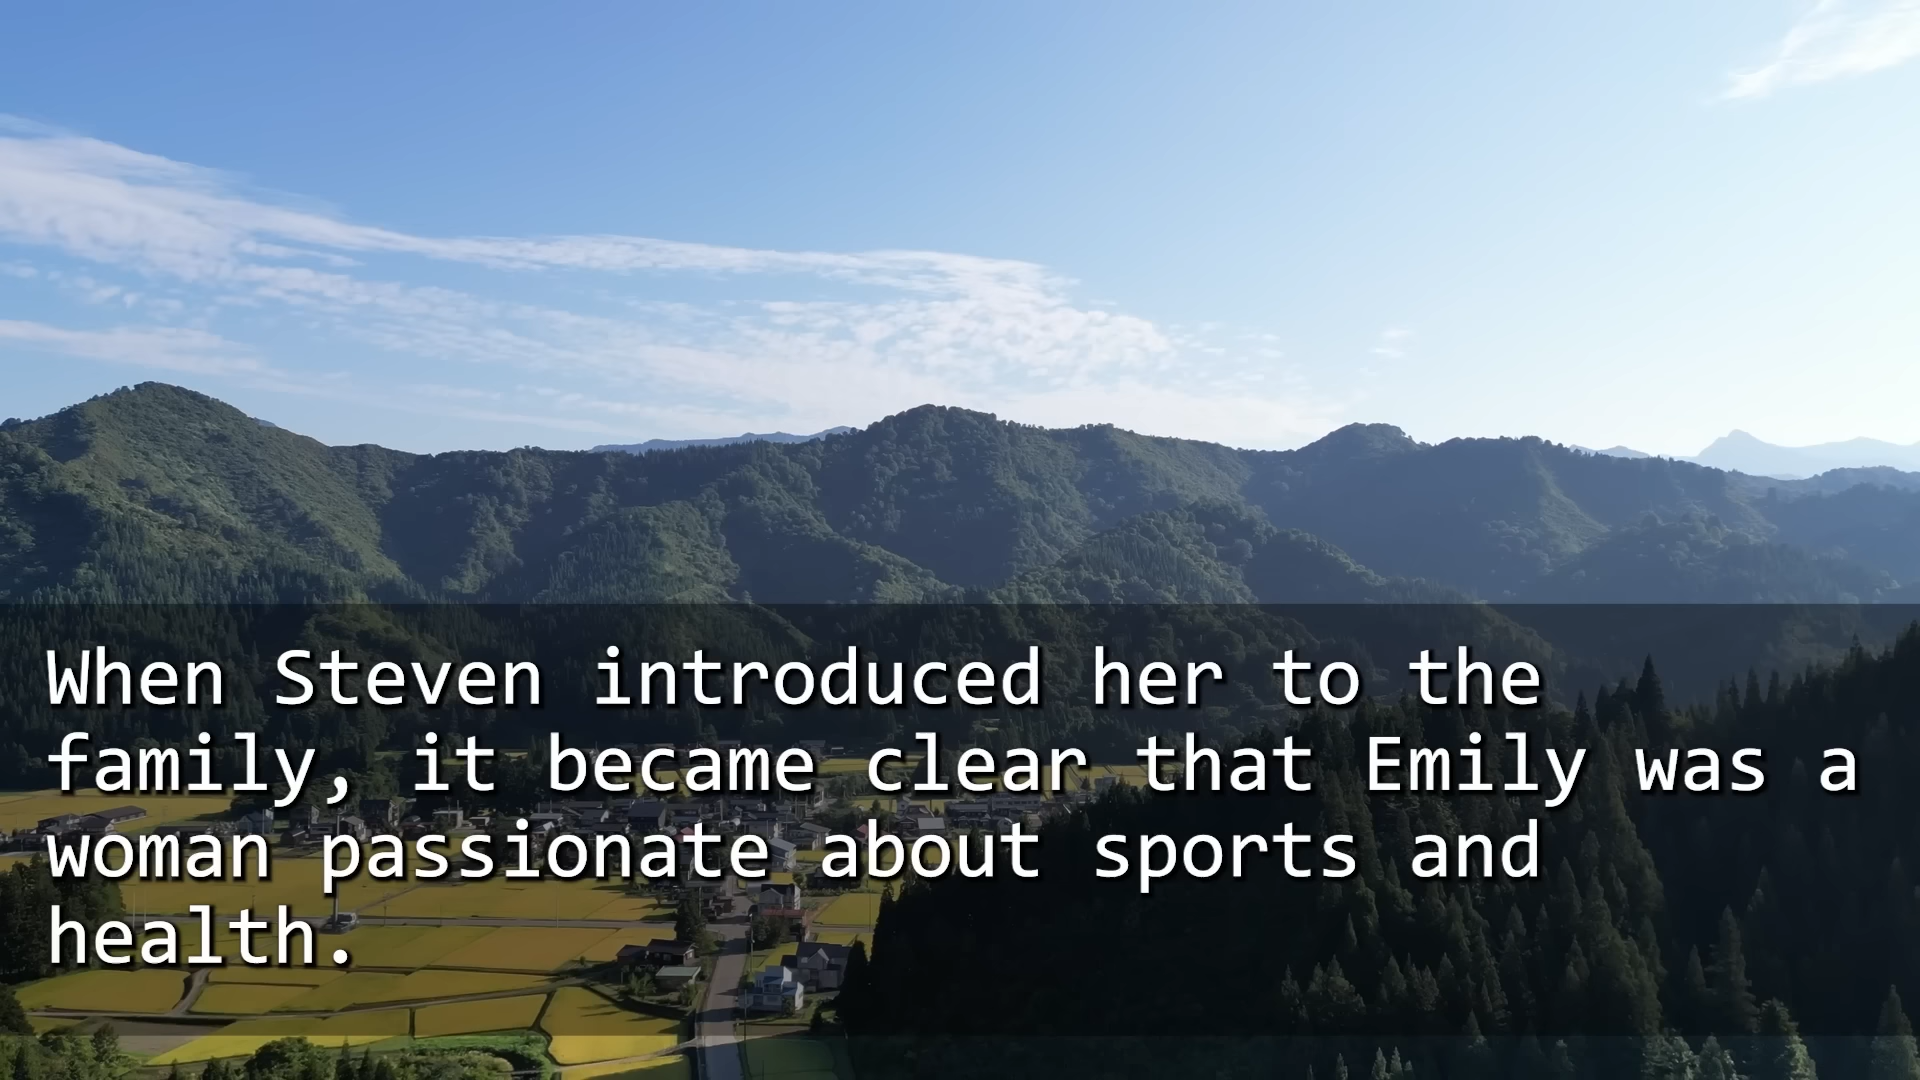 When Steven introduced her to the
family, it became clear that Emily was a
woman passionate about sports and
health.